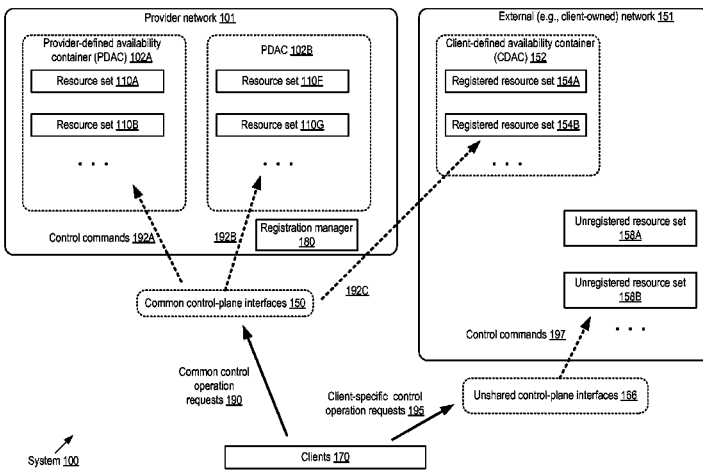 Provider network 101
Provider-defined availability
container (PDAC) 102A
Resource set 110A
Resource set 110B
. . .
PDAC 102B
Resource set 110F
Resource set 110G
. . .
Control commands 192A
192B
Registration manager
180
External (e.g., client-owned) network 151
Client-defined availability container
(CDAC) 152
Registered resource set 154A
Registered resource set 154B
. . .
Unregistered resource set
158A
Unregistered resource set
158B
. . .
Control commands 197
192C
Common control-plane interfaces 150
Common control
operation
requests 190
Client-specific control
operation requests 195
Unshared control-plane interfaces 166
Clients 170
System 100